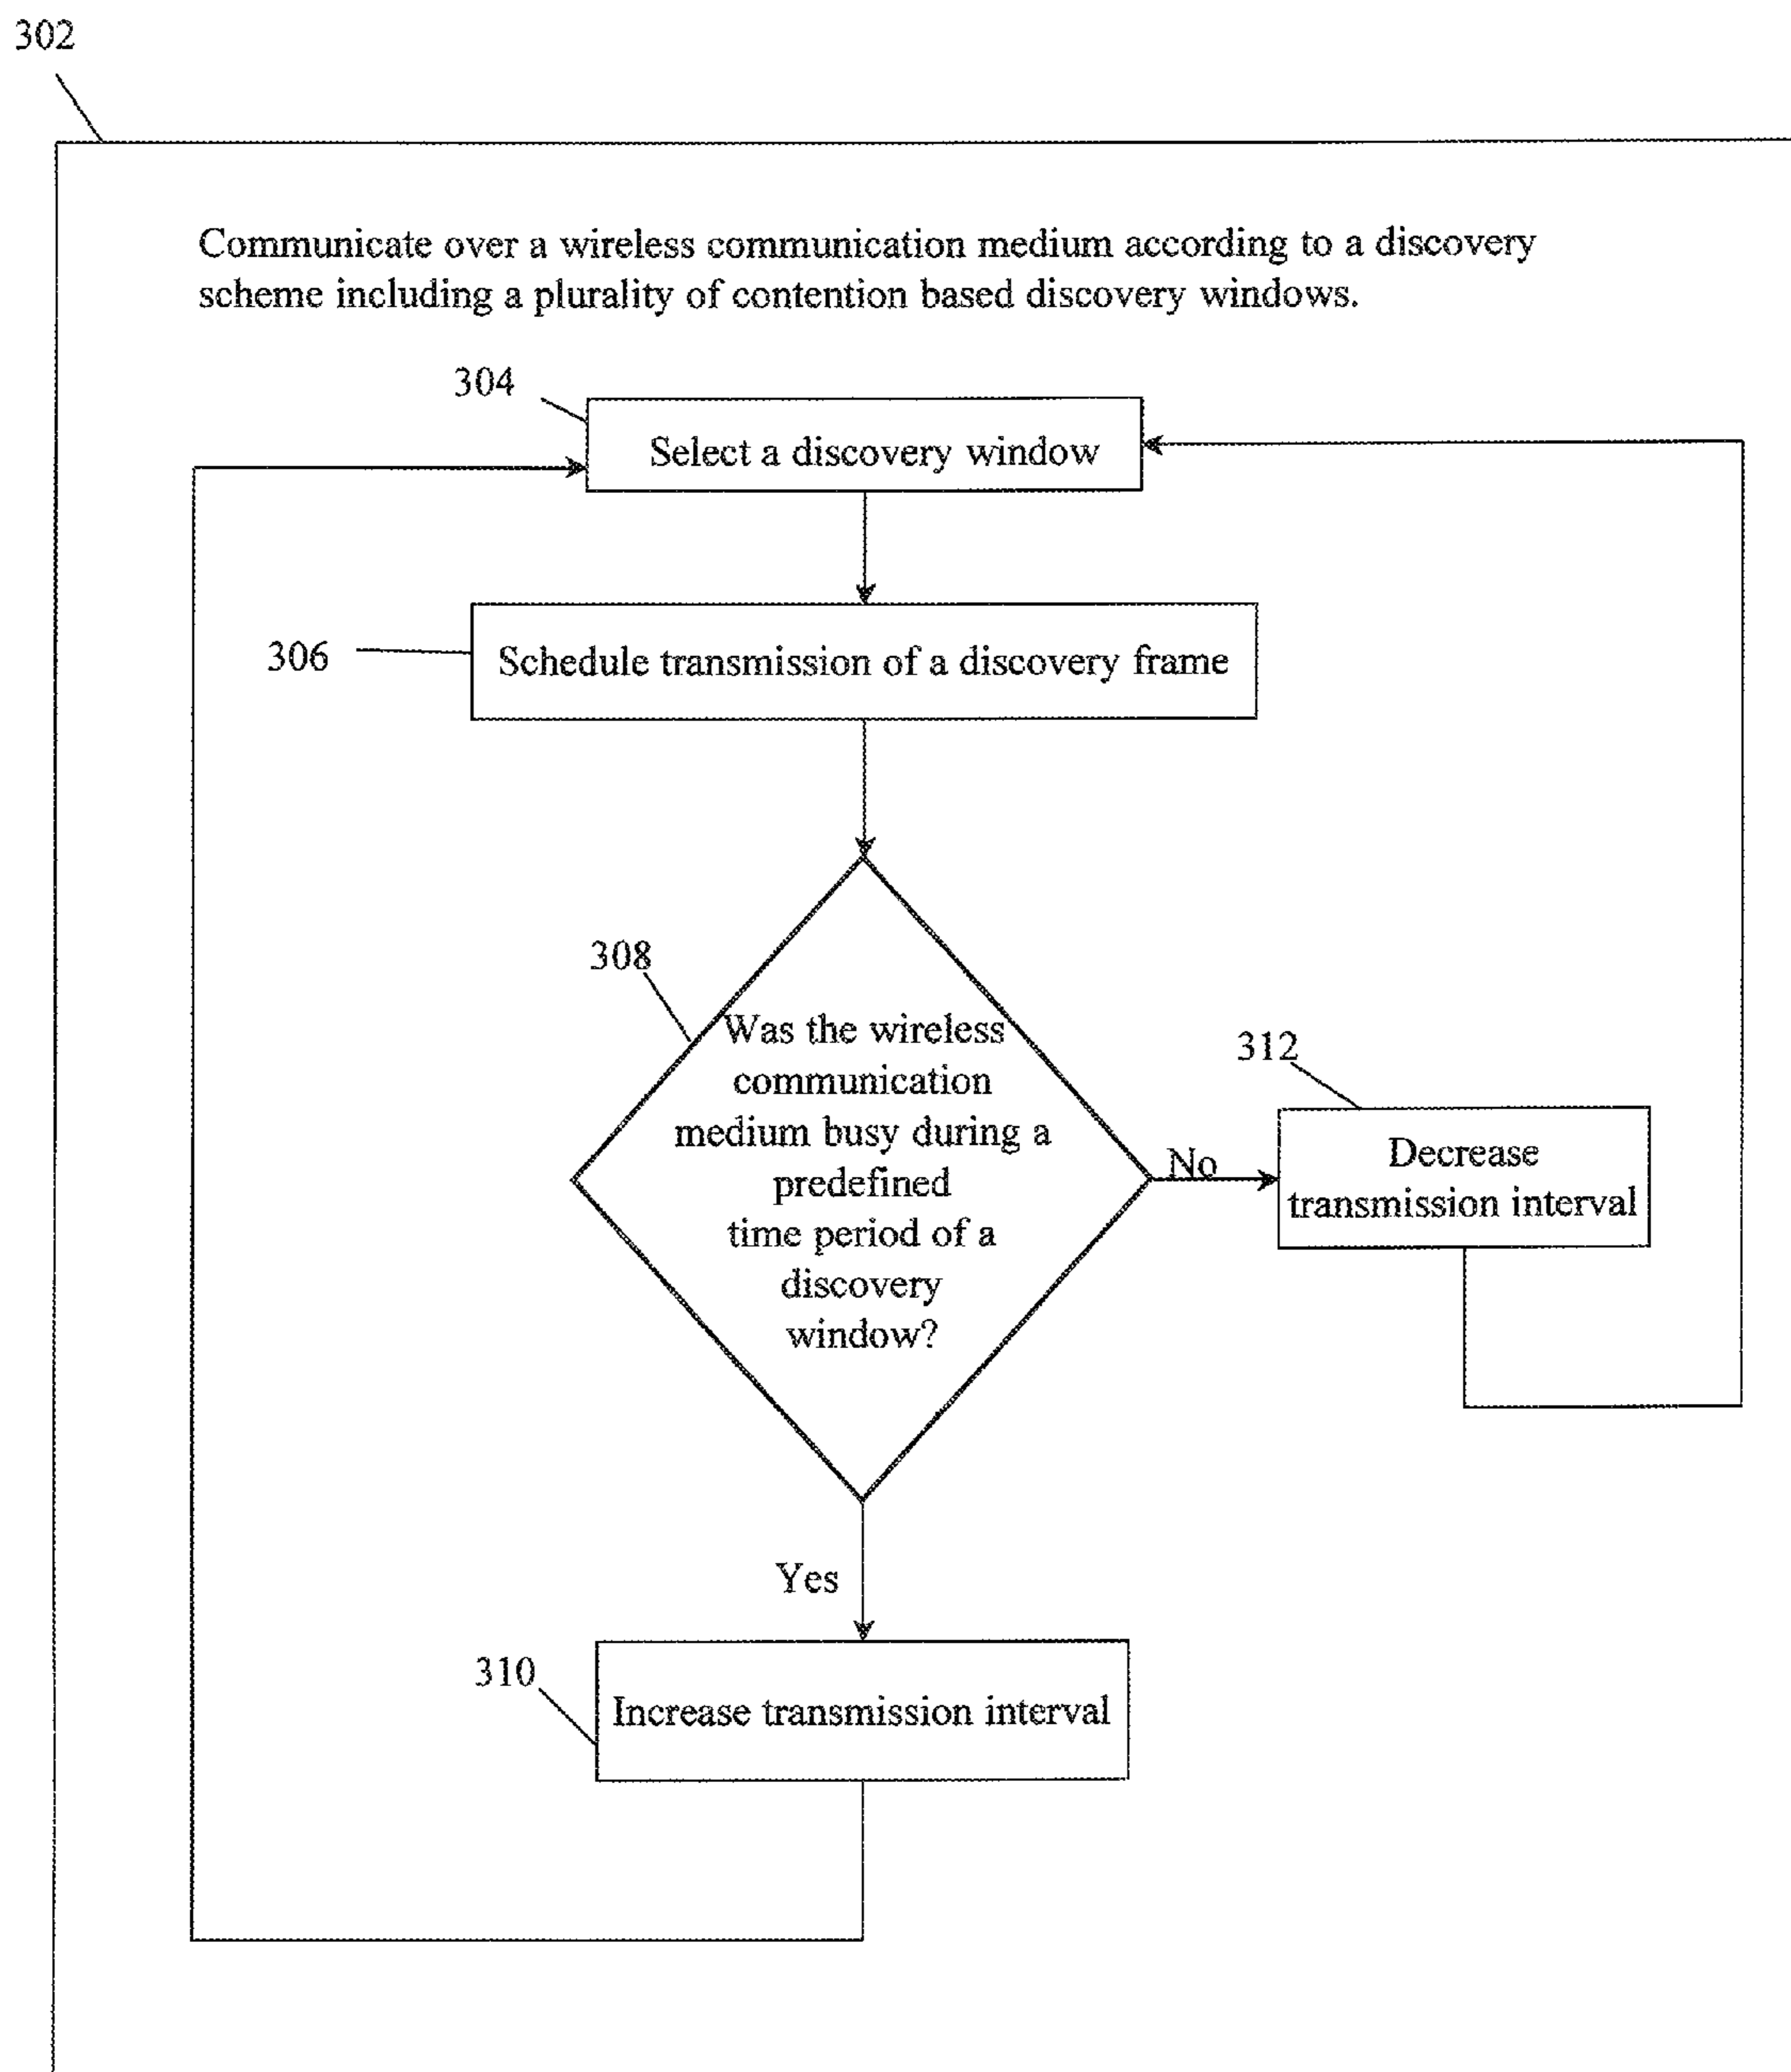 302
Communicate over a wireless communication medium according to a discovery
scheme including a plurality of contention based discovery windows.
304
Select a discovery window
306
Schedule transmission of a discovery frame
308
Was the wireless
communication
medium busy during a
predefined
time period of a
discovery
window?
No
312
Decrease
transmission interval
Yes
310
Increase transmission interval